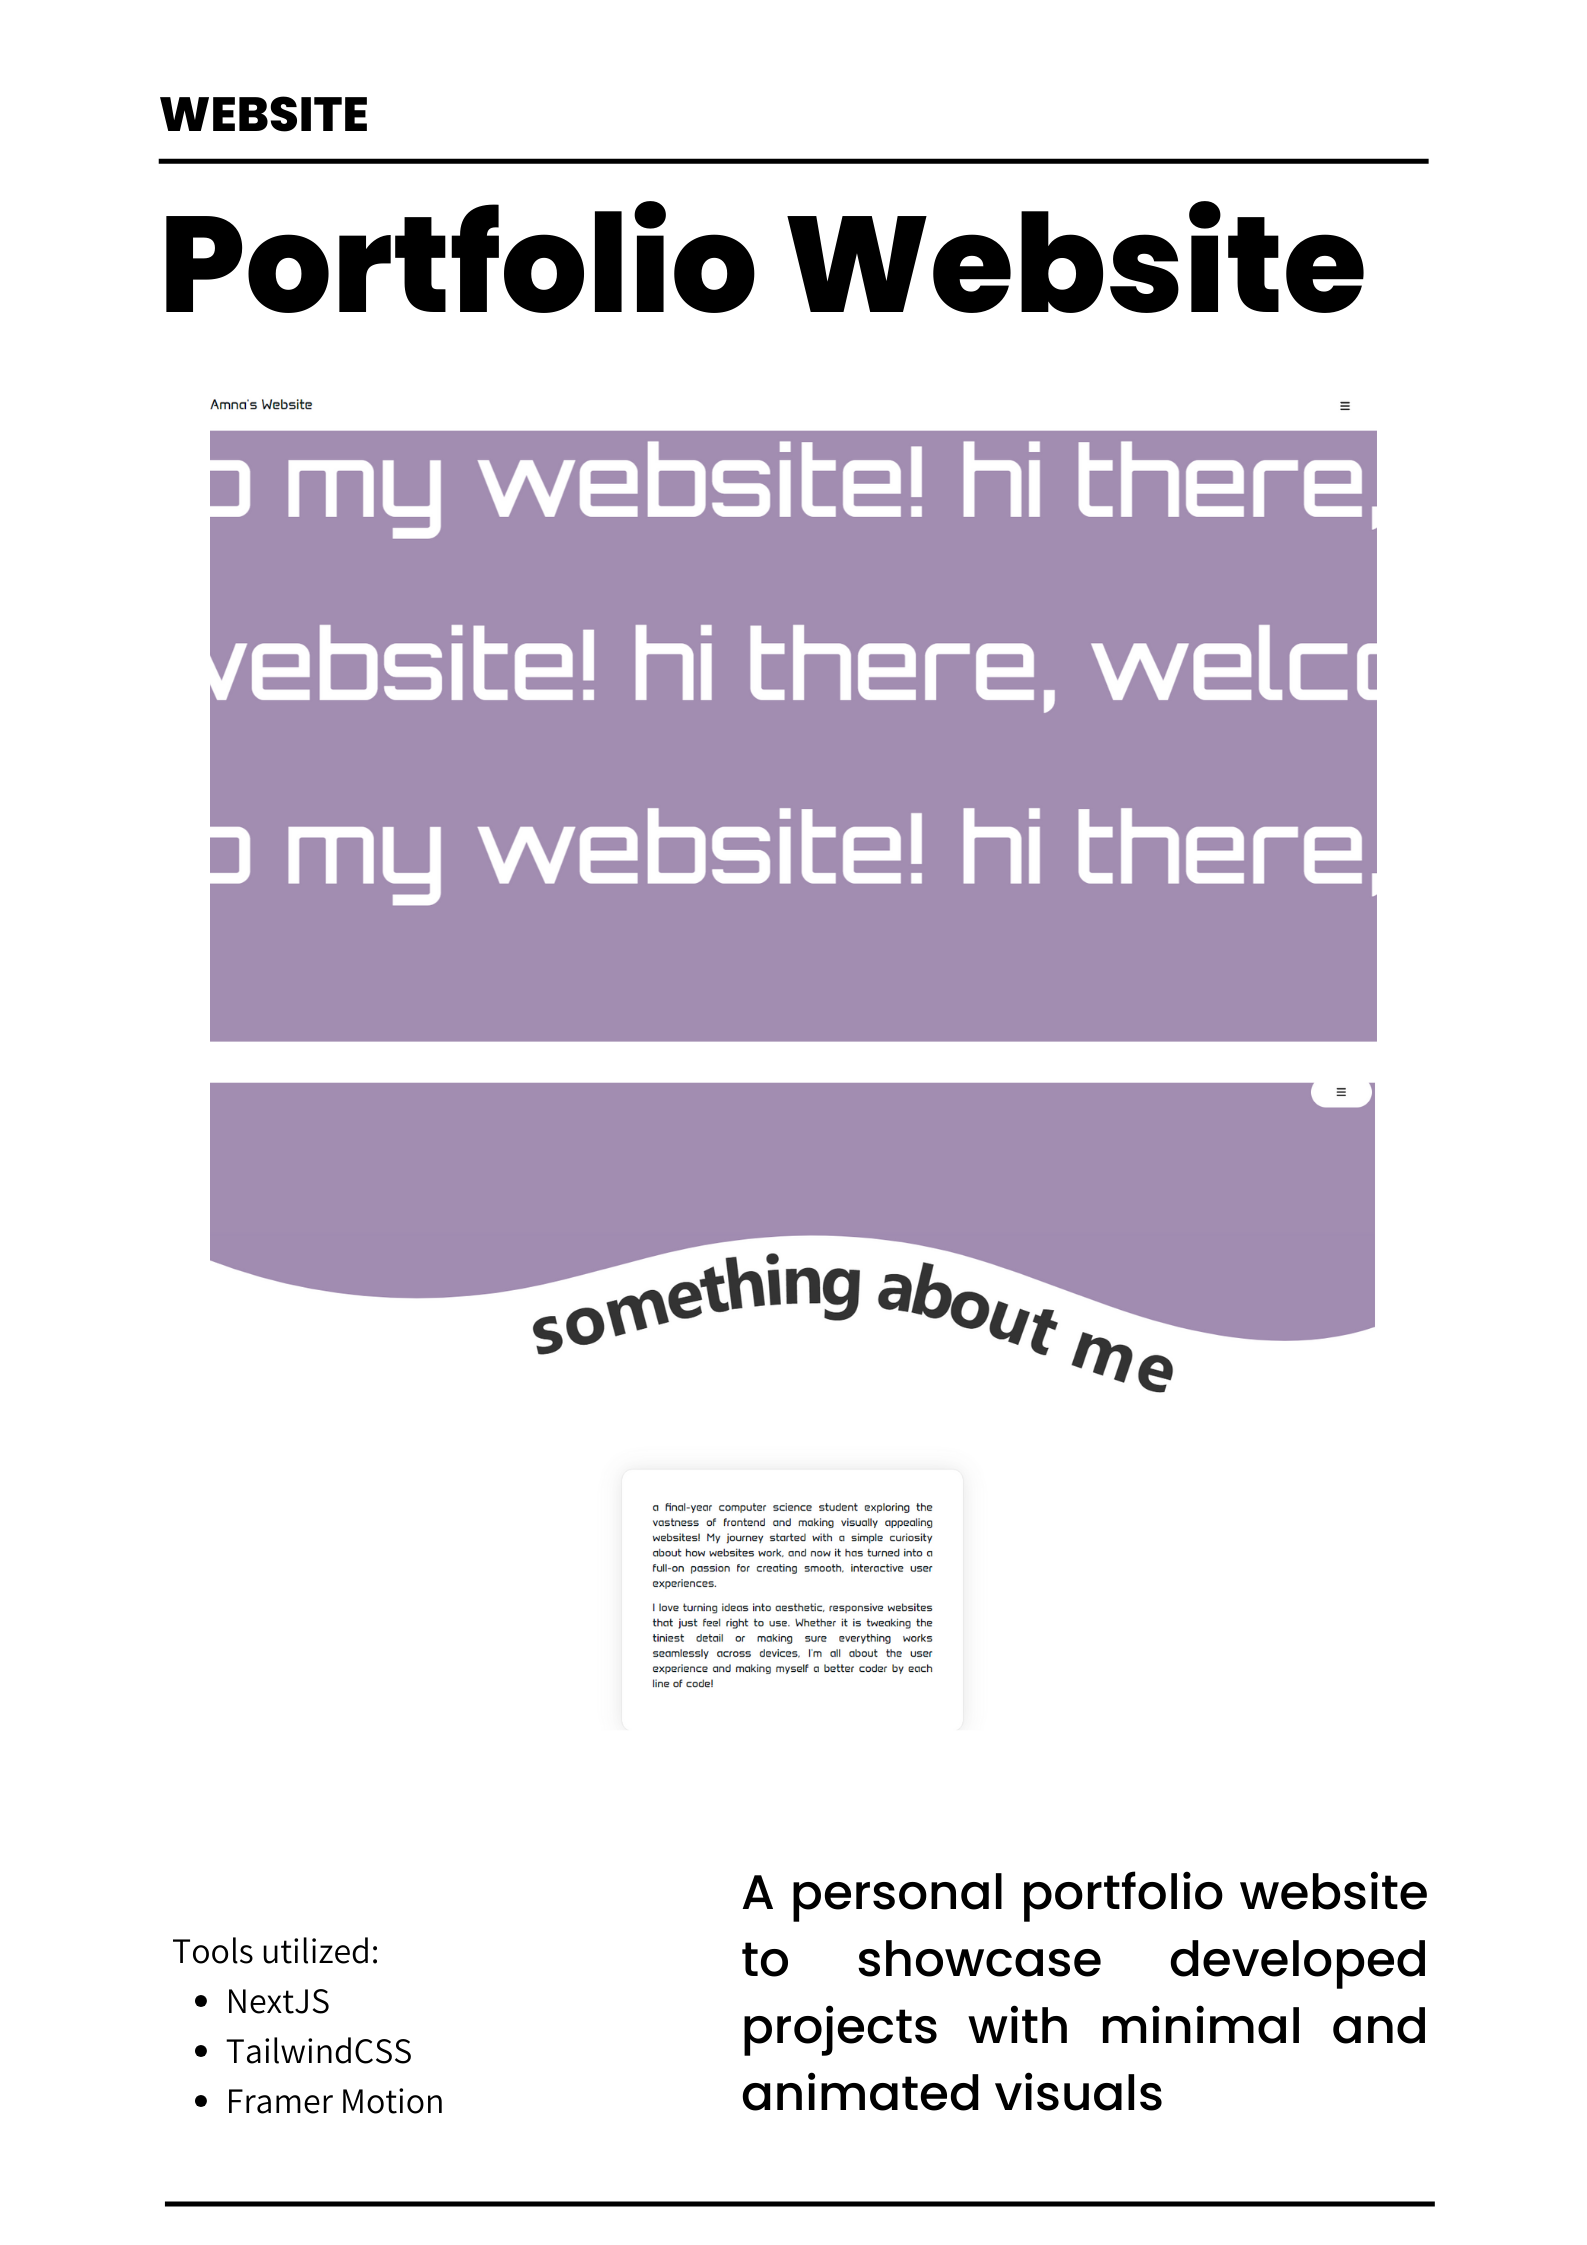 WEBSITE
Portfolio Website
Amna's Website
my website! hi there,
website! hi there,
my website! hi there,
something about me
a final-year computer science student exploring the
vastness of frontend and making visually appealing
websites! My journey started with a simple curiosity
about how websites work, and now it has turned into a
full-on passion for creating smooth, interactive user
experiences.
I love turning ideas into aesthetic, responsive websites
that just feel right to use. Whether it is tweaking the
tiniest detail or making sure everything works
seamlessly across devices, I'm all about the user
experience and making myself a better coder by each
line of code!
A personal portfolio website
to showcase developed
projects with minimal and
animated visuals
Tools utilized:
• NextJS
• TailwindCSS
• Framer Motion